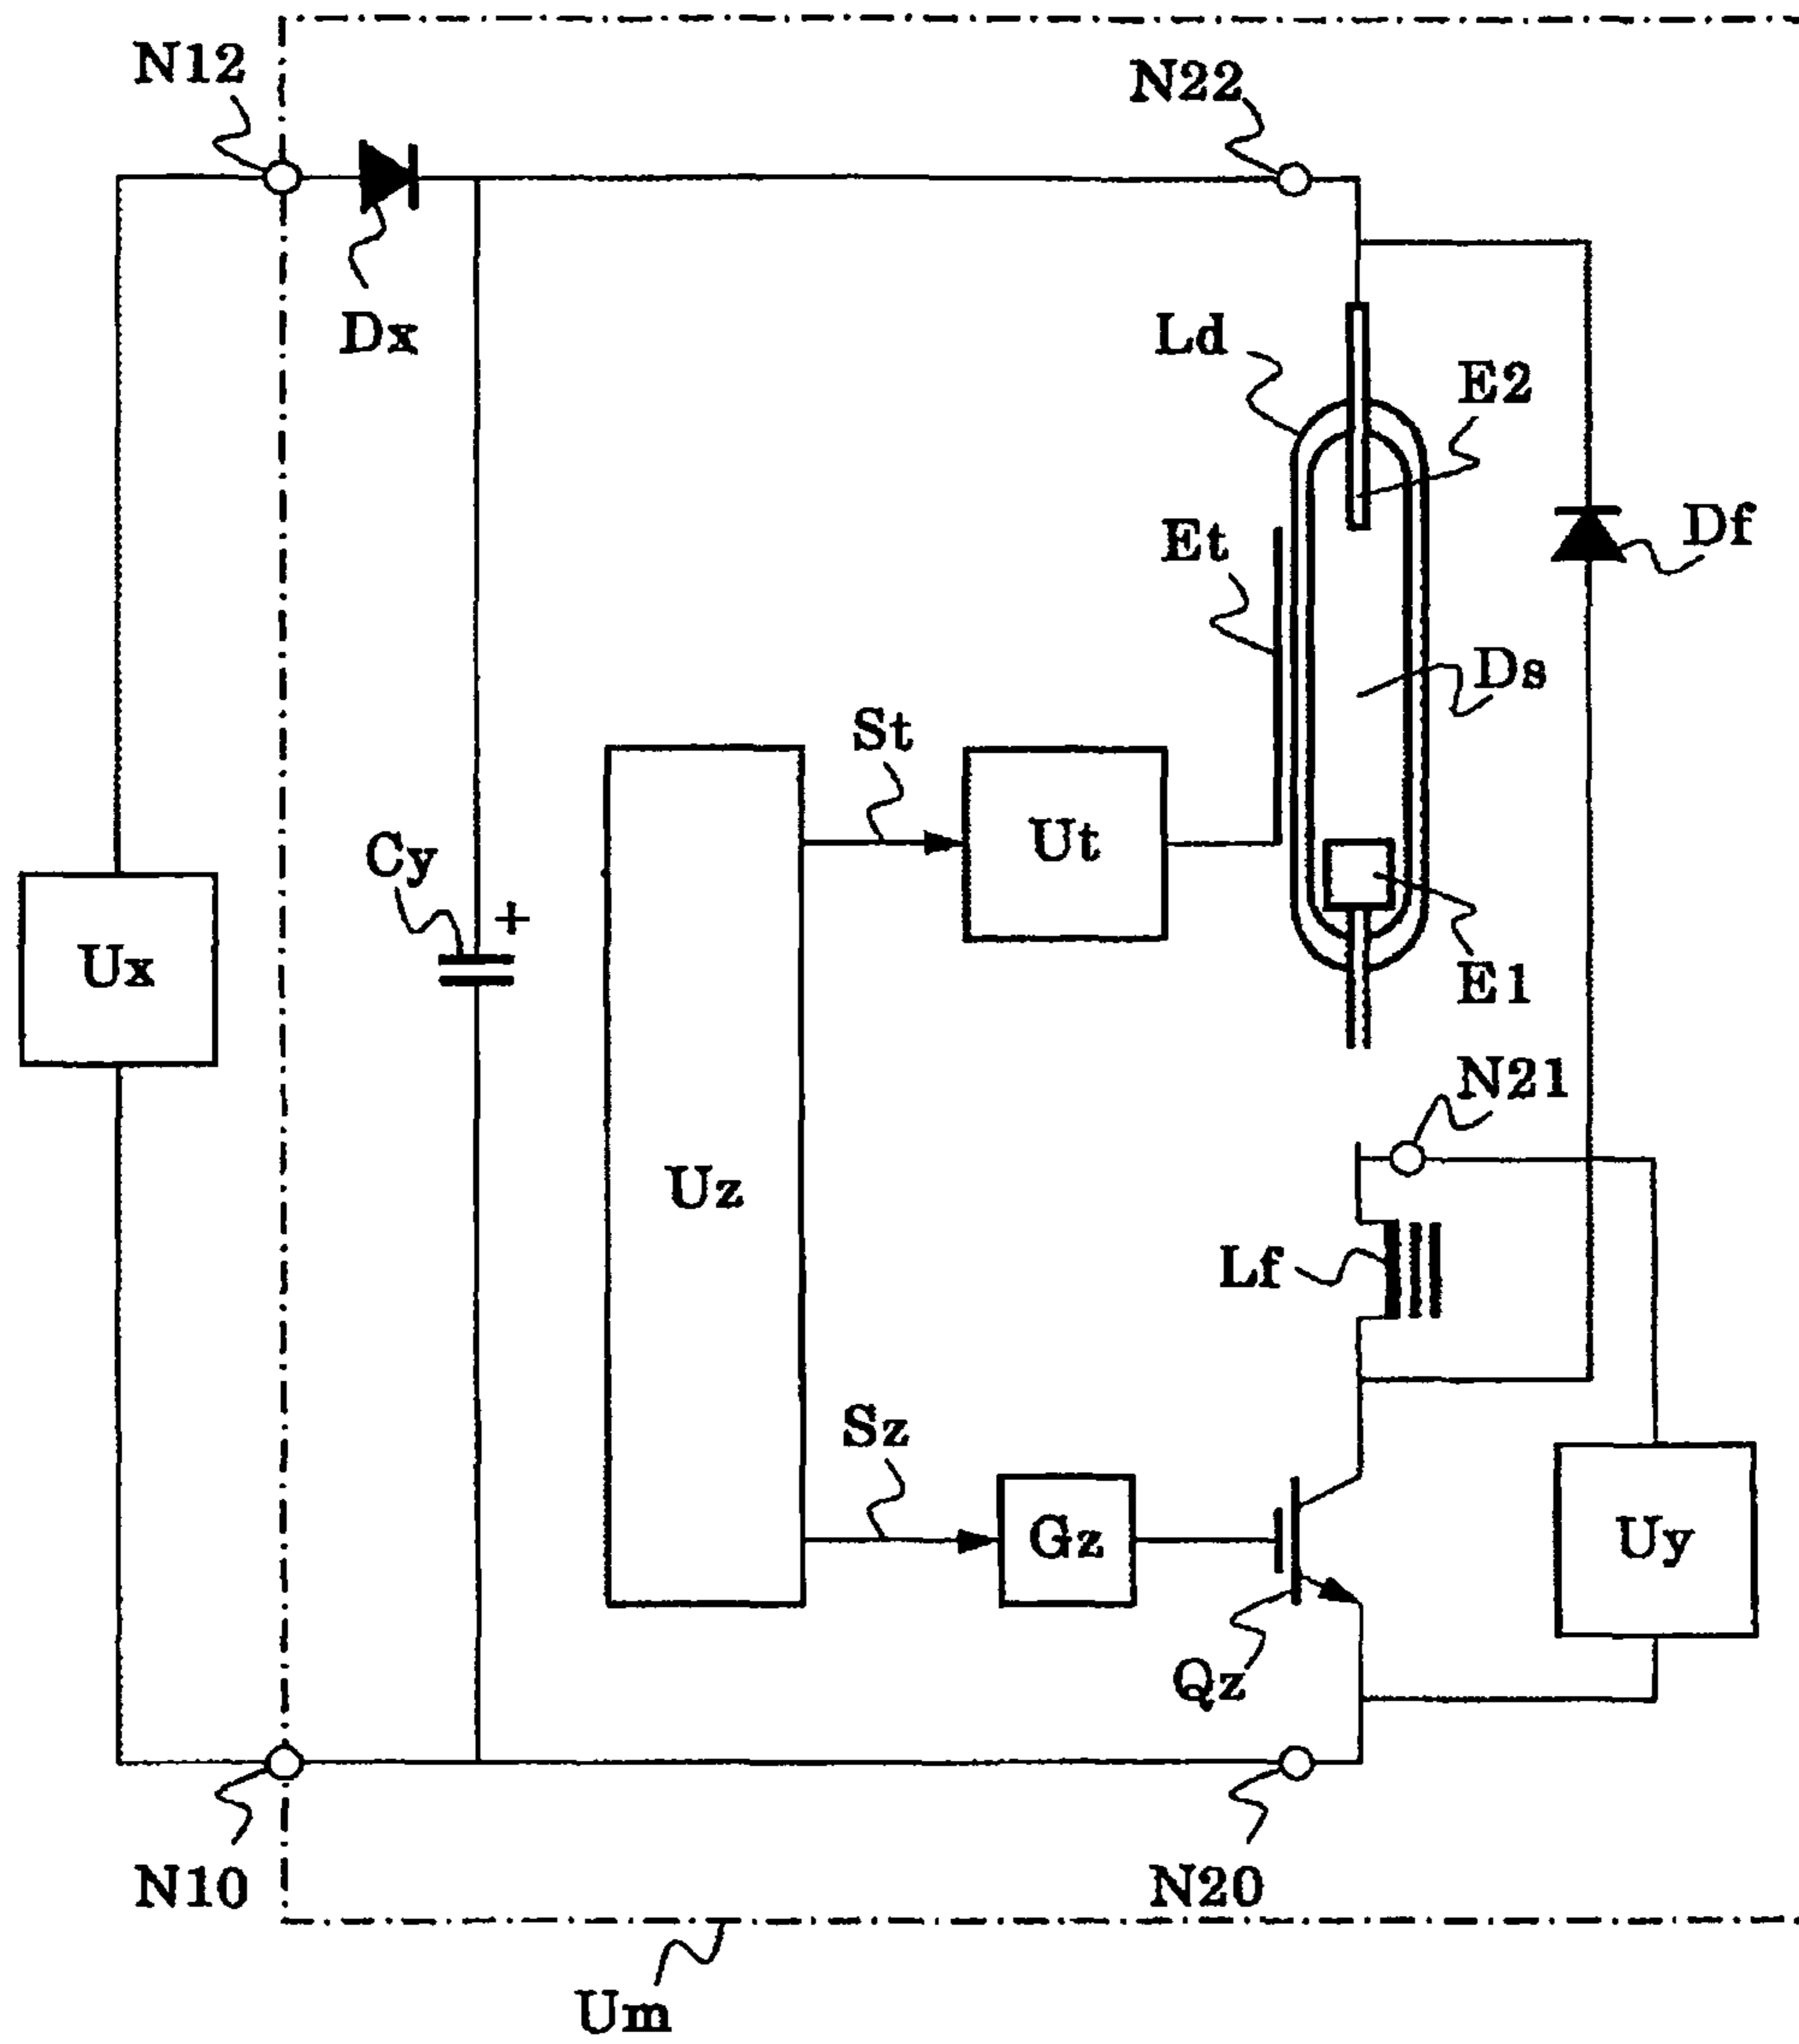 N12
N22
Dx
Ld
E2
Et
Df
Ds
St
Ut
Cy
+
Ux
E1
N21
Uz
Lf
Sz
Gz
Uy
Qz
N10
N20
Um